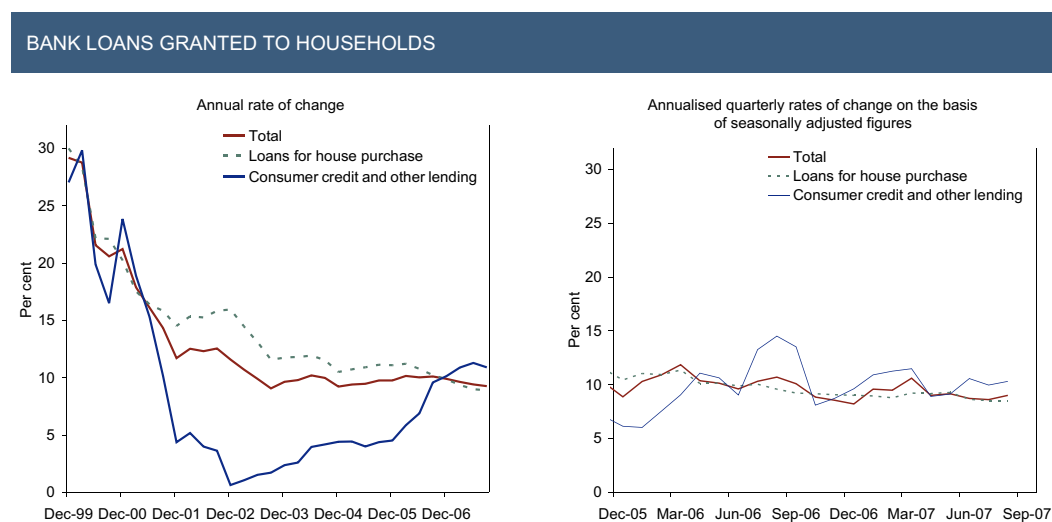 BANK LOANS GRANTED TO HOUSEHOLDS
Annual rate of change
Total
Loans for house purchase
Consumer credit and other lending
Per cent
30
25
20
15
10
5
0
Dec-99 Dec-00 Dec-01 Dec-02 Dec-03 Dec-04 Dec-05 Dec-06
Annualised quarterly rates of change on the basis
of seasonally adjusted figures
Total
Loans for house purchase
Consumer credit and other lending
Per cent
30
25
20
15
10
5
0
Dec-05 Mar-06 Jun-06 Sep-06 Dec-06 Mar-07 Jun-07 Sep-07